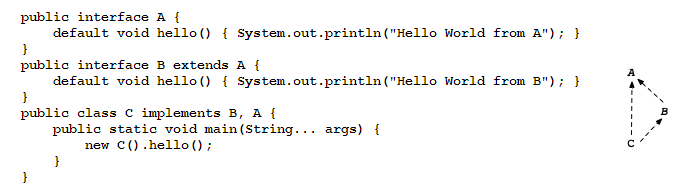 public interface A {
    default void hello() { System.out.println("Hello World from A"); }
}
public interface B extends A {
    default void hello() { System.out.println("Hello World from B"); }
}
public class C implements B, A {
    public static void main(String... args) {
        new C().hello();
    }
}
A
B
C